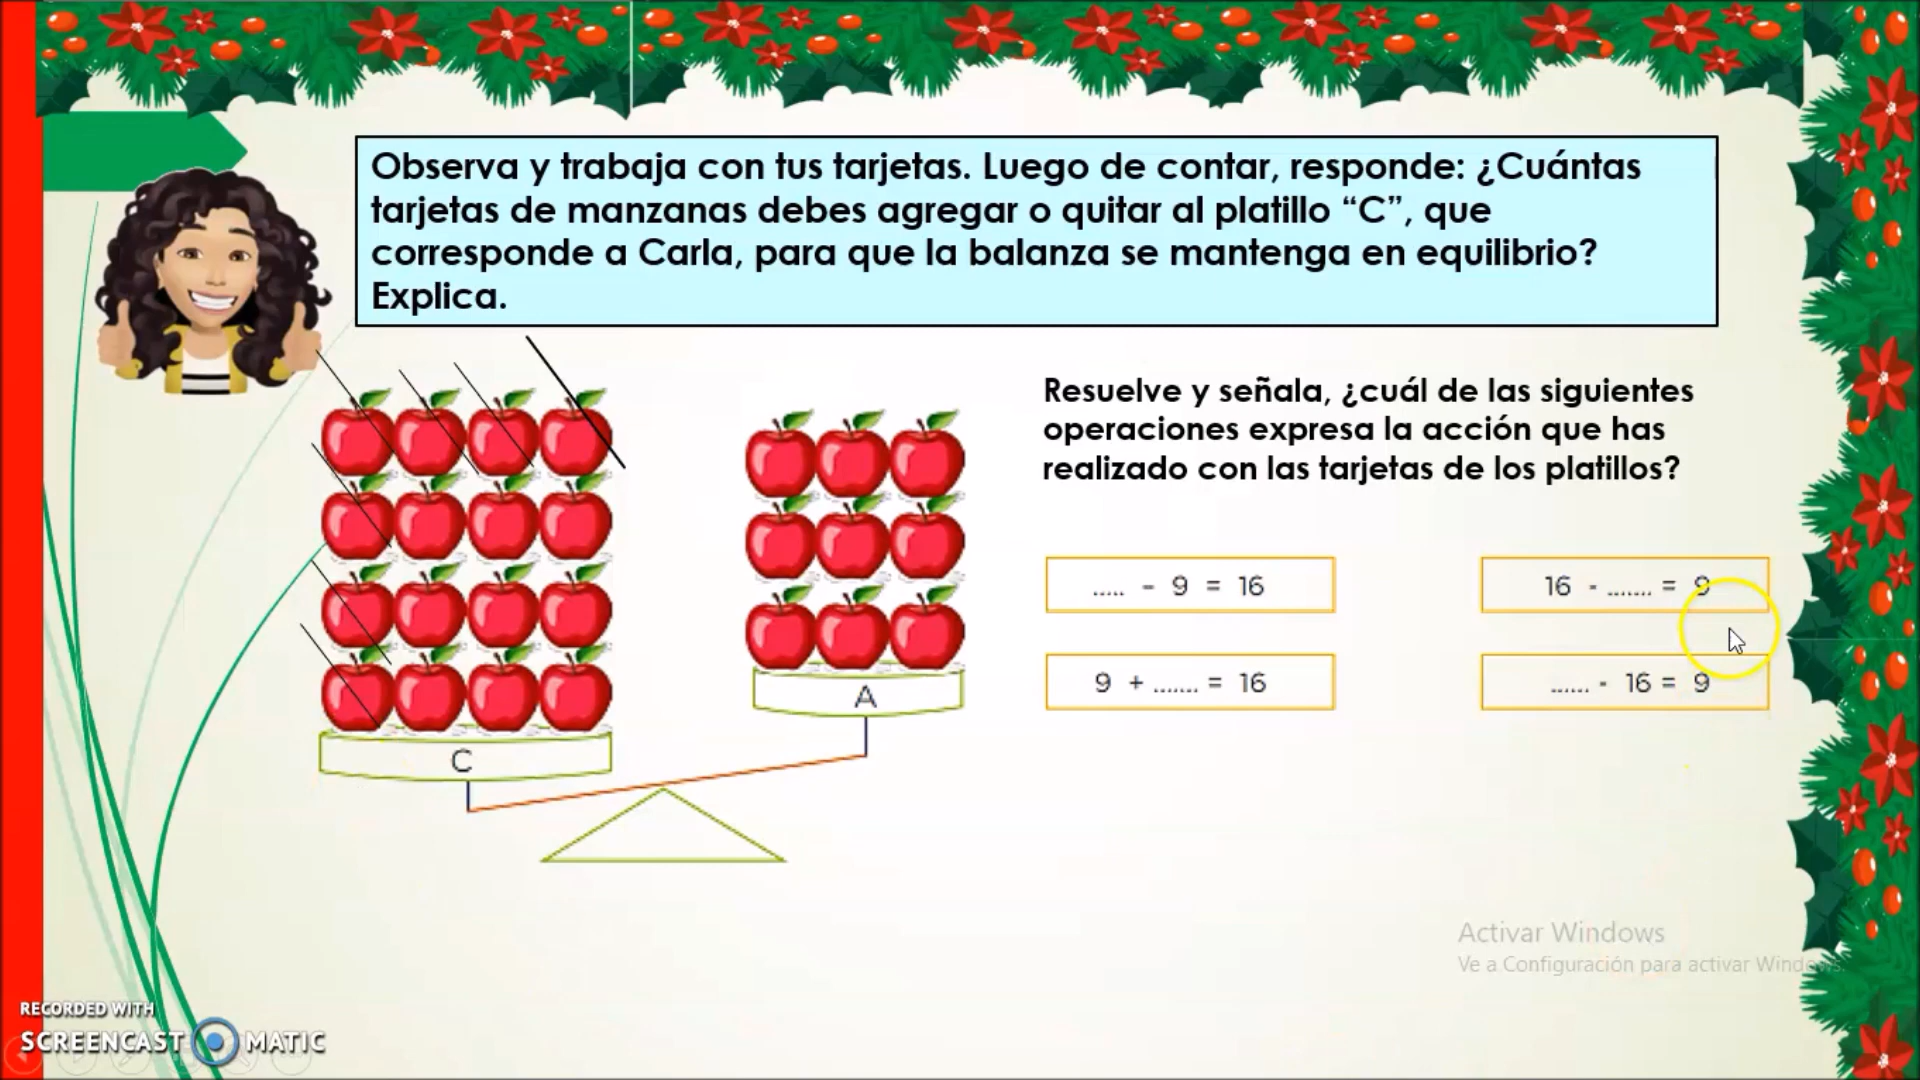 Observa y trabaja con tus tarjetas. Luego de contar, responde: ¿Cuántas
tarjetas de manzanas debes agregar o quitar al platillo “C”, que
corresponde a Carla, para que la balanza se mantenga en equilibrio?
Explica.
Resuelve y señala, ¿cuál de las siguientes
operaciones expresa la acción que has
realizado con las tarjetas de los platillos?
..... - 9 = 16
16 - ....... = 9
9 + ....... = 16
...... - 16 = 9
A
C
Activar Windows
Ve a Configuración para activar Windows.
RECORDED WITH
SCREENCAST MATIC